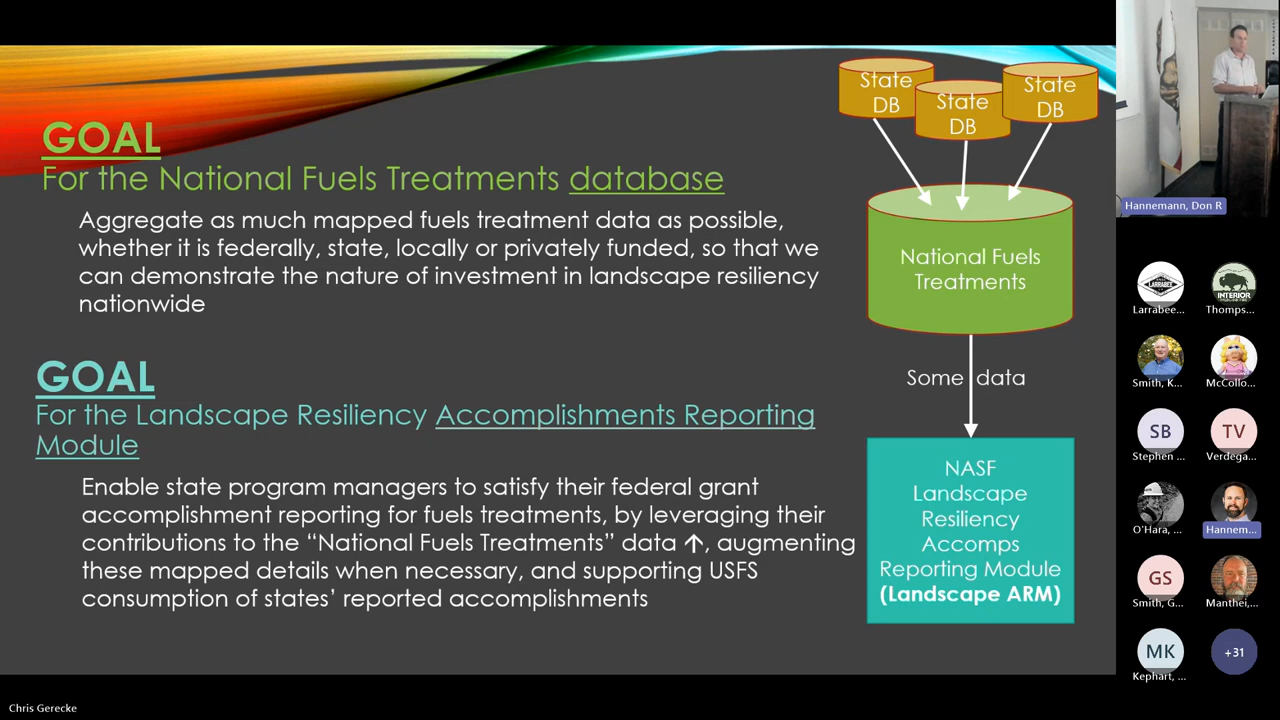 GOAL
For the National Fuels Treatments database
Aggregate as much mapped fuels treatment data as possible,
whether it is federally, state, locally or privately funded, so that we
can demonstrate the nature of investment in landscape resiliency
nationwide
GOAL
For the Landscape Resiliency Accomplishments Reporting
Module
Enable state program managers to satisfy their federal grant
accomplishment reporting for fuels treatments, by leveraging their
contributions to the “National Fuels Treatments” data ↑, augmenting
these mapped details when necessary, and supporting USFS
consumption of states’ reported accomplishments
State
DB
State
DB
State
DB
National Fuels
Treatments
Some data
NASF
Landscape
Resiliency
Accomps
Reporting Module
(Landscape ARM)
Hannemann, Don R
LARRABEE
INTERIOR
Larrabee...
Thomps...
Smith, K...
McCollo...
SB
TV
Stephen ...
Verdega...
O'Hara, ...
Hannem...
GS
Smith, G...
Manthei,...
MK
+31
Kephart, ...
Chris Gerecke